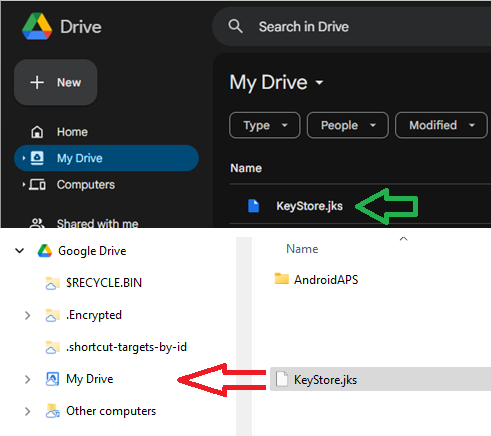 Drive
Search in Drive
New
My Drive
Home
Type
People
Modified
My Drive
Computers
Name
Shared with me
KeyStore.jks
Google Drive
Name
$RECYCLE.BIN
AndroidAPS
.Encrypted
.shortcut-targets-by-id
My Drive
KeyStore.jks
Other computers